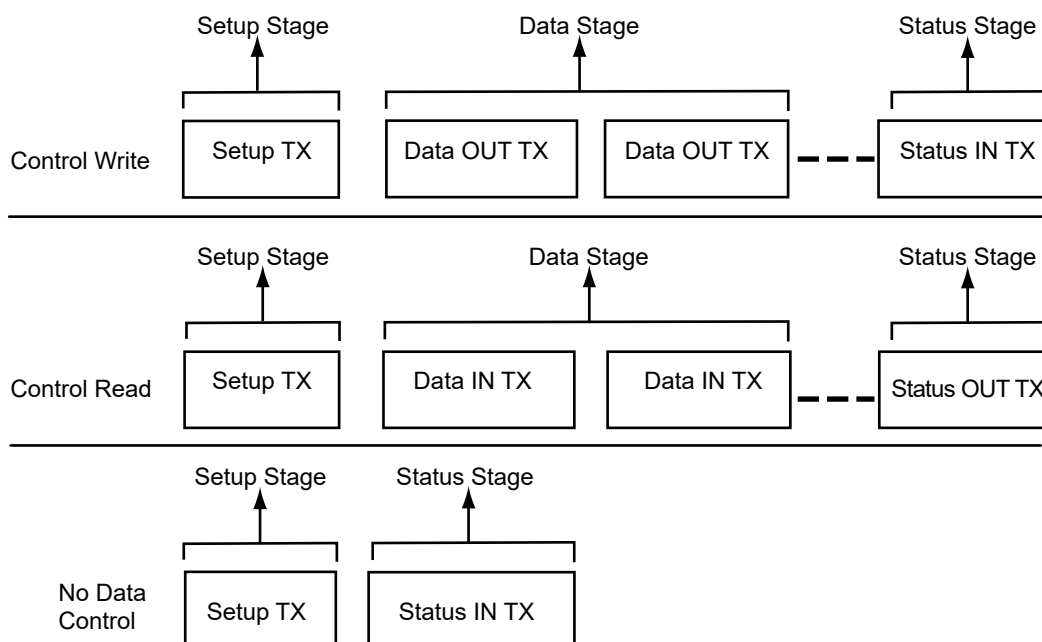 Setup Stage
Data Stage
Status Stage
Control Write
Setup TX
Data OUT TX
Data OUT TX
Status IN TX
Setup Stage
Data Stage
Status Stage
Control Read
Setup TX
Data IN TX
Data IN TX
Status OUT TX
Setup Stage
Status Stage
No Data
Control
Setup TX
Status IN TX